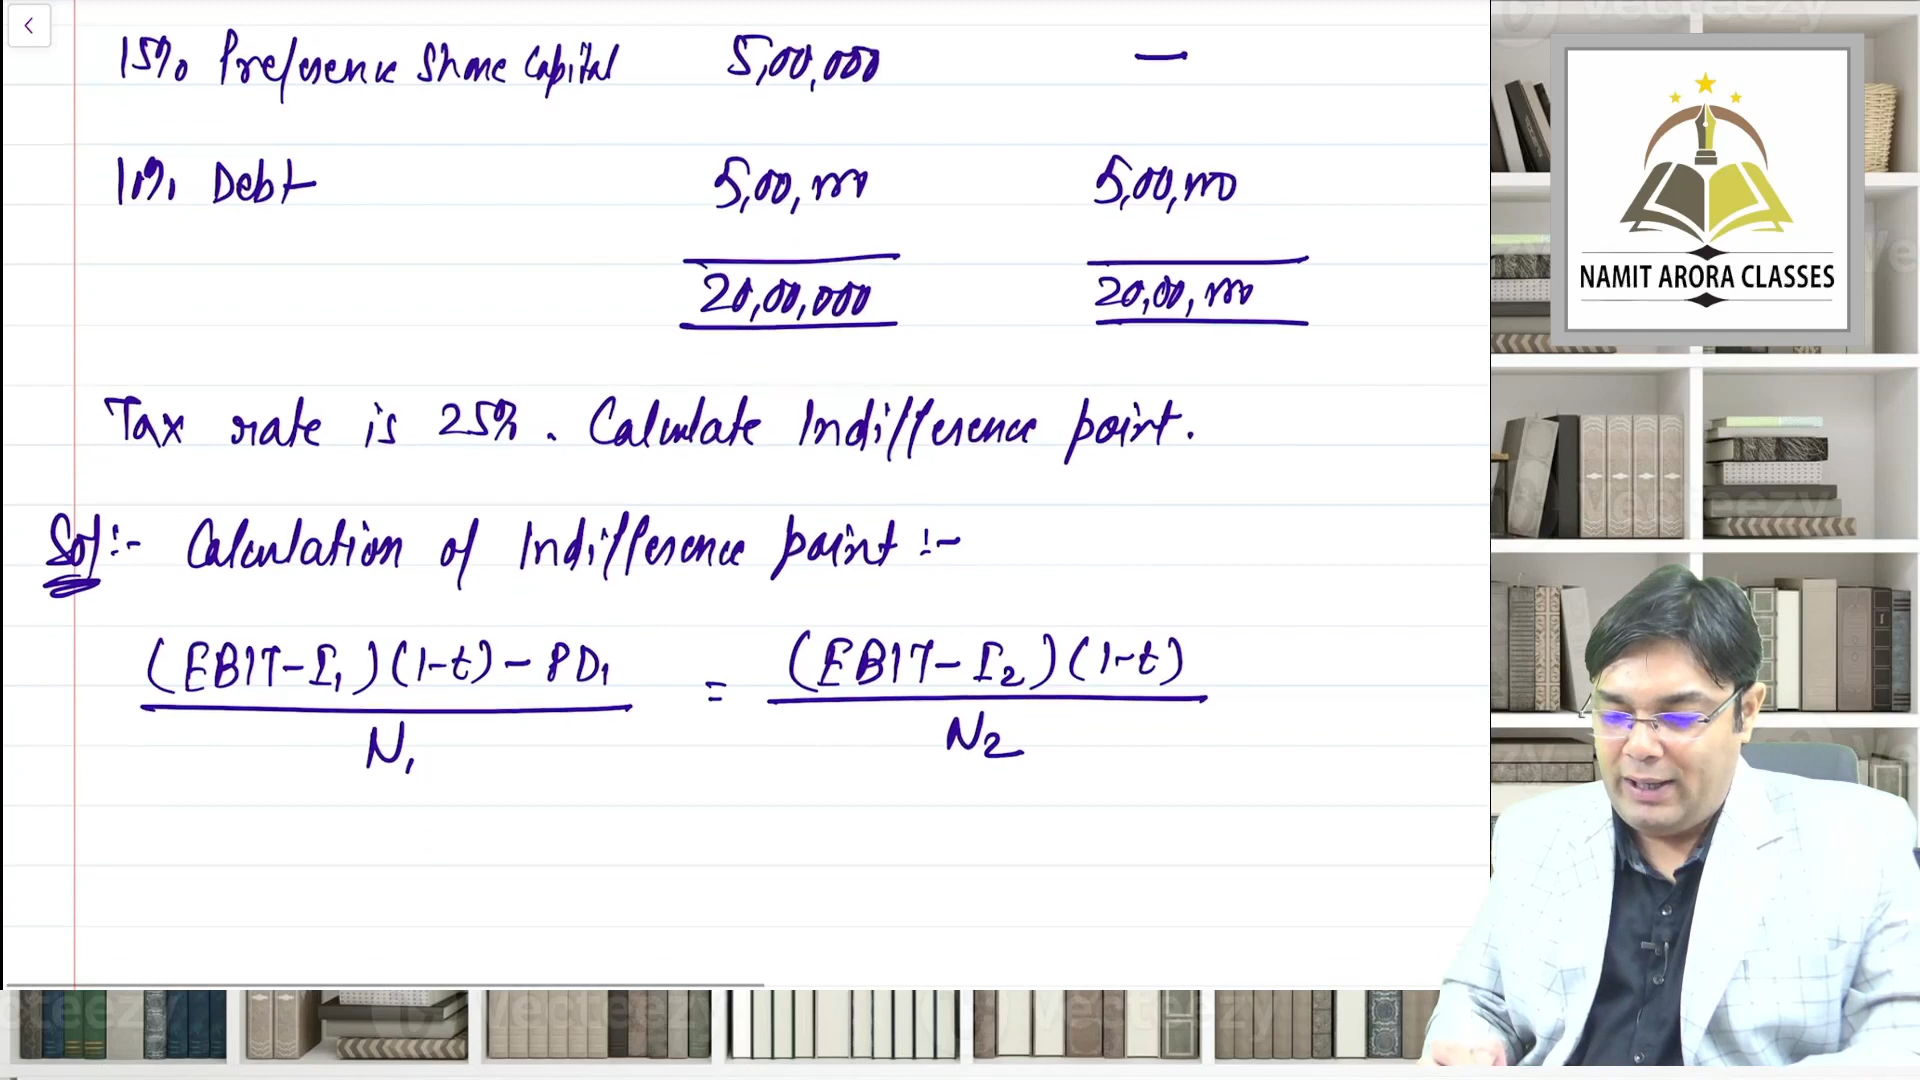 15% Preference Share Capital 5,00,000 —
10% Debt 5,00,000 5,00,000
20,00,000 20,00,000
Tax rate is 25%. Calculate Indifference point.
Sol:- Calculation of Indifference point :-
(EBIT-I₁)(1-t) - PD₁ = (EBIT-I₂)(1-t)
N₁ N₂
NAMIT ARORA CLASSES
vecteezy